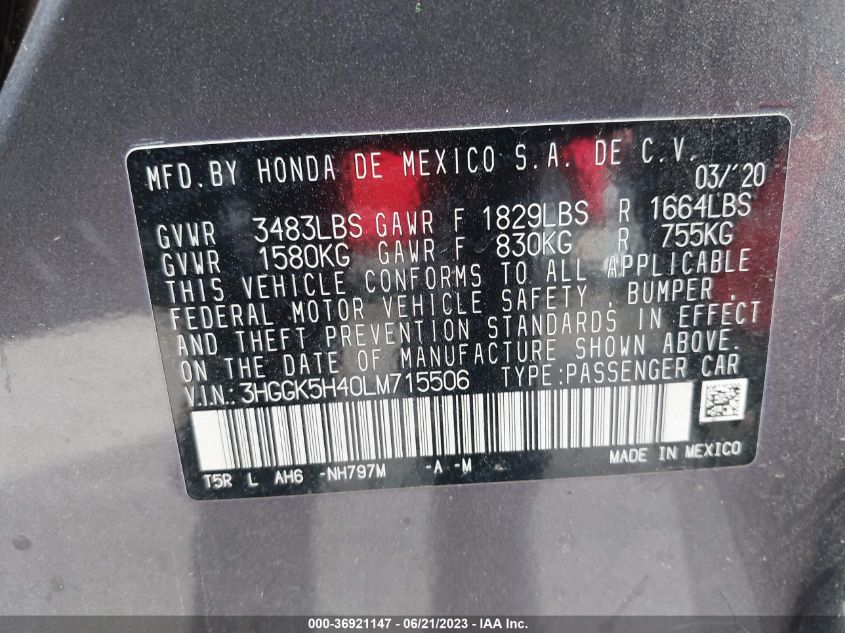 MFD.BY HONDA DE MEXICO S.A. DE C.V.
03/'20
GVWR 3483LBS GAWR F 1829LBS R 1664LBS
GVWR 1580KG GAWR F 830KG R 755KG
THIS VEHICLE CONFORMS TO ALL APPLICABLE
FEDERAL MOTOR VEHICLE SAFETY, BUMPER,
AND THEFT PREVENTION STANDARDS IN EFFECT
ON THE DATE OF MANUFACTURE SHOWN ABOVE.
V.IN.: 3HGGK5H40LM715506 TYPE:PASSENGER CAR
T5R L AH6 -NH797M -A -M MADE IN MEXICO
000-36921147 - 06/21/2023 - IAA Inc.